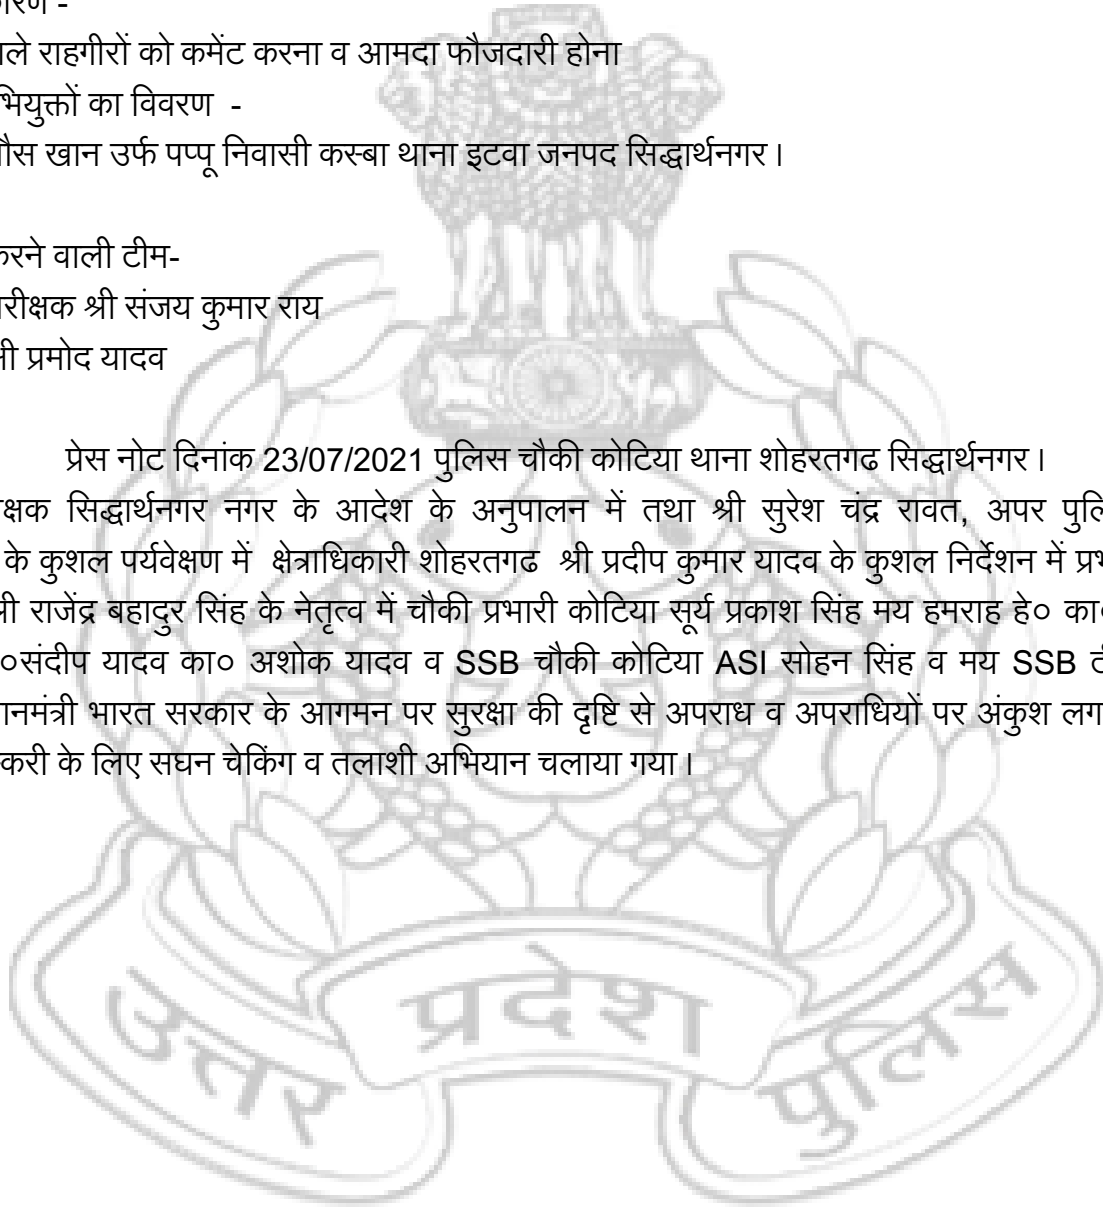 कारण -
वाले राहगीरों को कमेंट करना व आमदा फौजदारी होना
भियुक्तों का विवरण -
गौस खान उर्फ पप्पू निवासी कस्बा थाना इटवा जनपद सिद्धार्थनगर।
करने वाली टीम-
रीक्षक श्री संजय कुमार राय
प्रमोद यादव
प्रेस नोट दिनांक 23/07/2021 पुलिस चौकी कोटिया थाना शोहरतगढ सिद्धार्थनगर।
क्षक सिद्धार्थनगर नगर के आदेश के अनुपालन में तथा श्री सुरेश चंद्र रावत, अपर पुलि
के कुशल पर्यवेक्षण में क्षेत्राधिकारी शोहरतगढ श्री प्रदीप कुमार यादव के कुशल निर्देशन में प्रभ
श्री राजेंद्र बहादुर सिंह के नेतृत्व में चौकी प्रभारी कोटिया सूर्य प्रकाश सिंह मय हमराह हे० का०
०संदीप यादव का० अशोक यादव व SSB चौकी कोटिया ASI सोहन सिंह व मय SSB टी
ानमंत्री भारत सरकार के आगमन पर सुरक्षा की दृष्टि से अपराध व अपराधियों पर अंकुश लगा
करी के लिए सघन चेकिंग व तलाशी अभियान चलाया गया।
उत्तर प्रदेश पुलिस